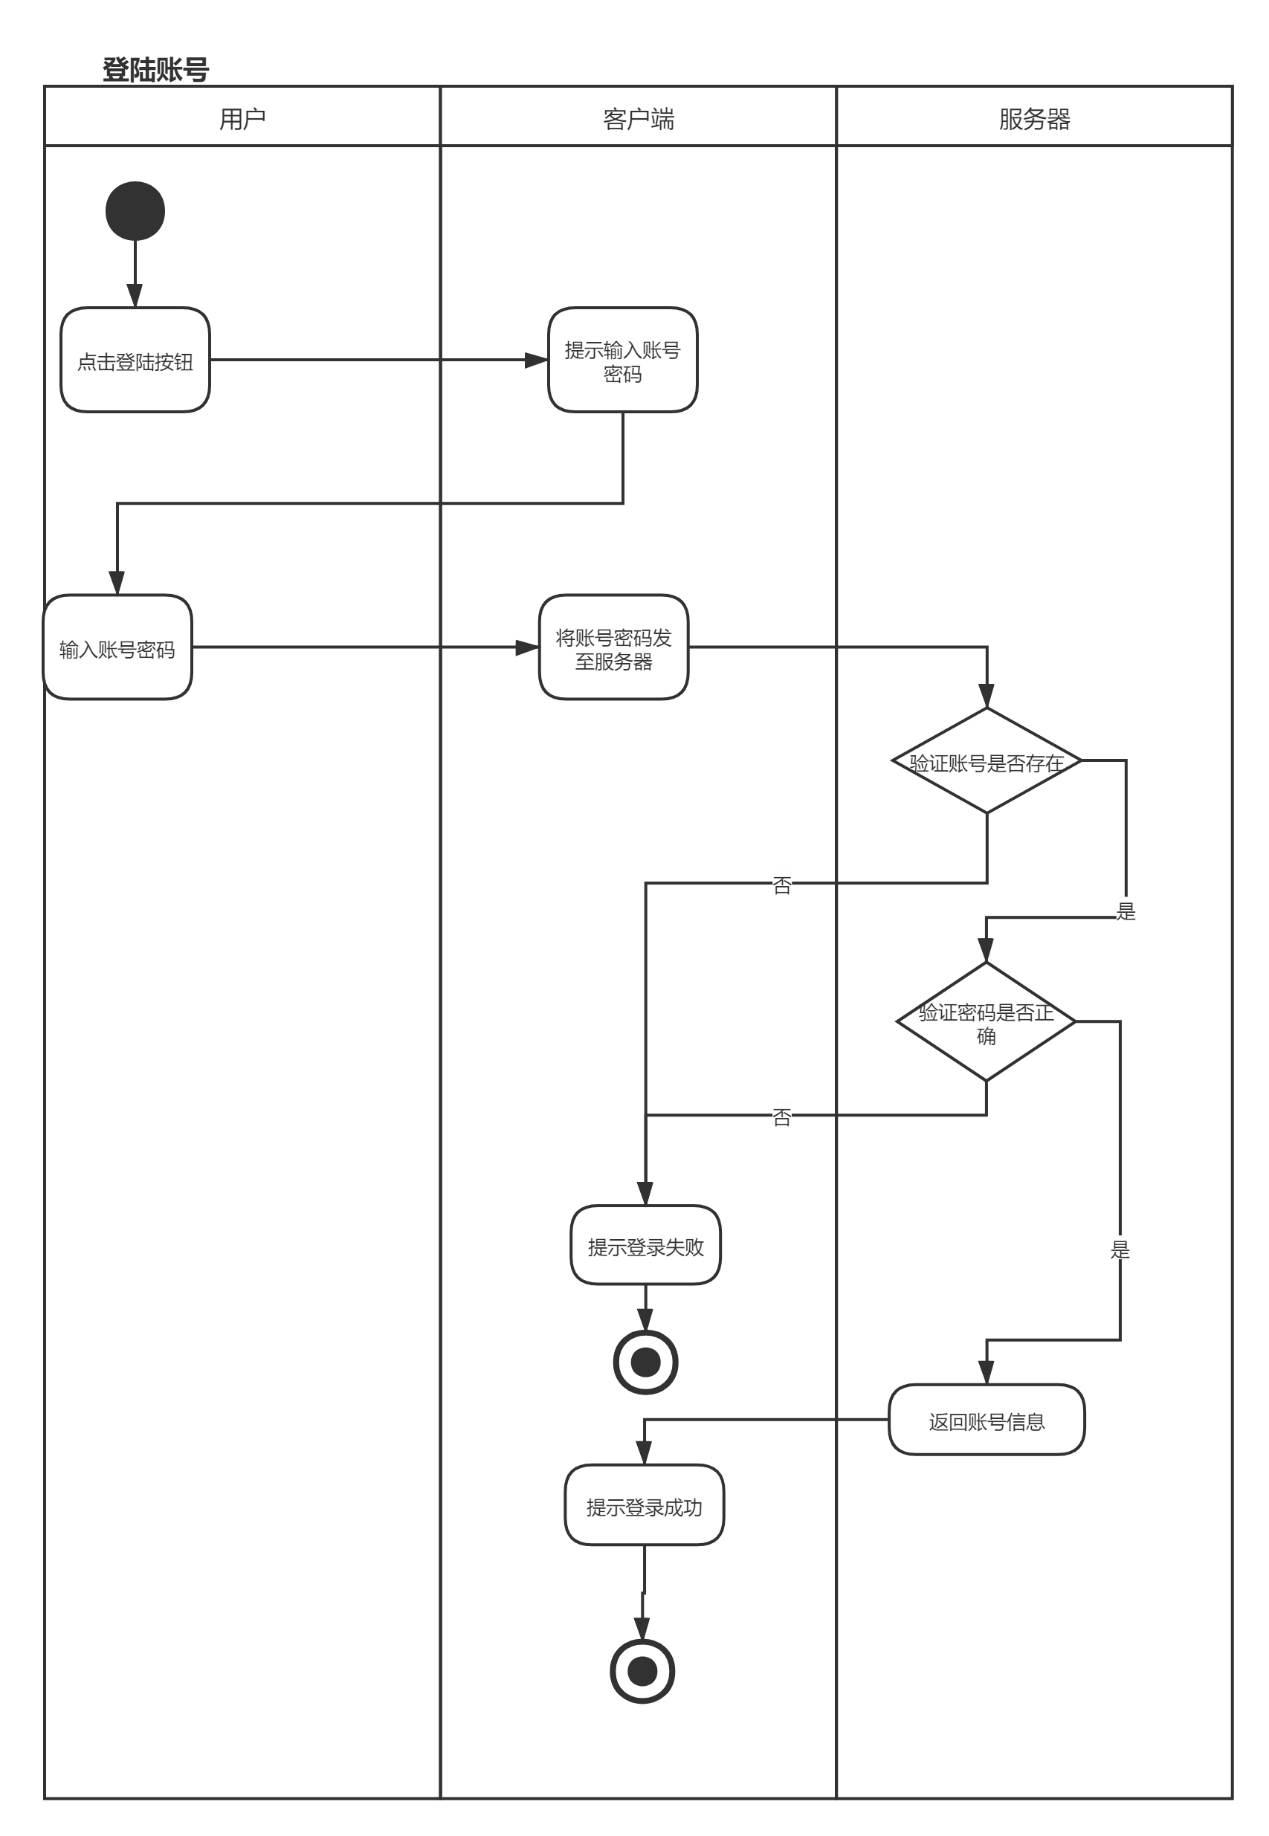 登陆账号
用户
客户端
服务器
点击登陆按钮
提示输入账号
密码
输入账号密码
将账号密码发
至服务器
验证账号是否存在
否
是
验证密码是否正
确
否
提示登录失败
是
返回账号信息
提示登录成功